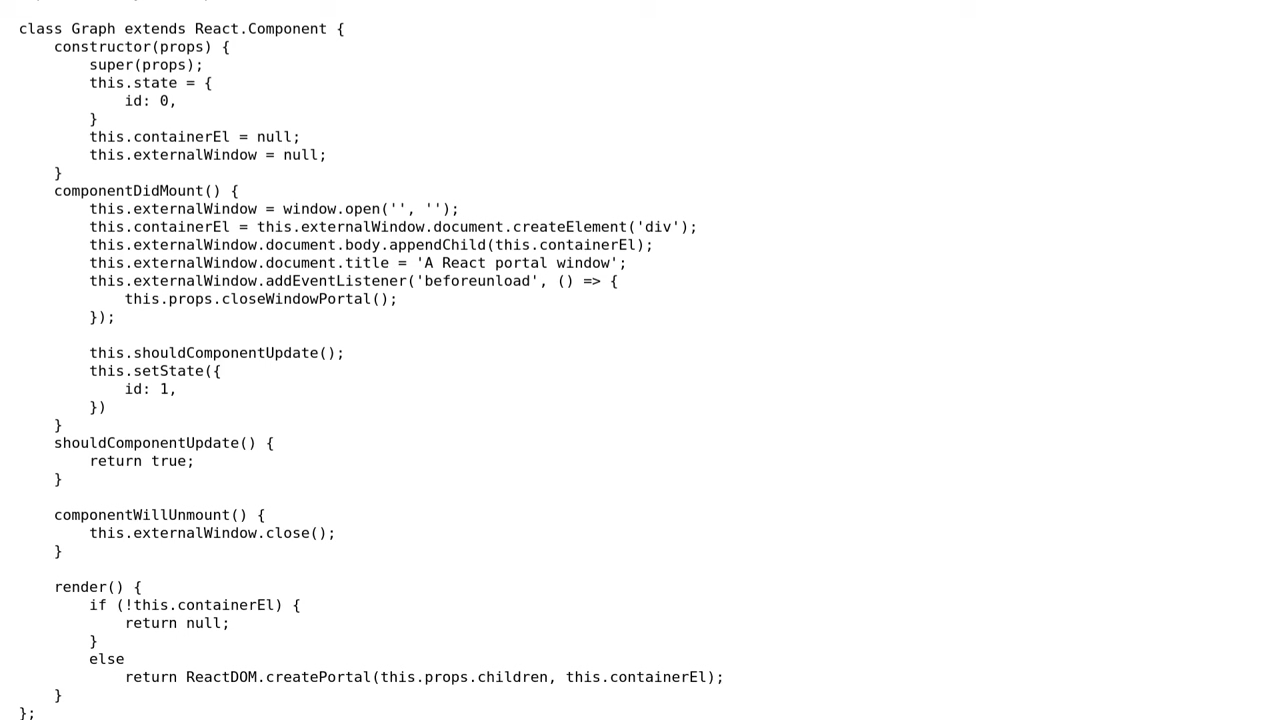 class Graph extends React.Component {
    constructor(props) {
        super(props);
        this.state = {
            id: 0,
        }
        this.containerEl = null;
        this.externalWindow = null;
    }
    componentDidMount() {
        this.externalWindow = window.open('', '');
        this.containerEl = this.externalWindow.document.createElement('div');
        this.externalWindow.document.body.appendChild(this.containerEl);
        this.externalWindow.document.title = 'A React portal window';
        this.externalWindow.addEventListener('beforeunload', () => {
            this.props.closeWindowPortal();
        });

        this.shouldComponentUpdate();
        this.setState({
            id: 1,
        })
    }
    shouldComponentUpdate() {
        return true;
    }

    componentWillUnmount() {
        this.externalWindow.close();
    }

    render() {
        if (!this.containerEl) {
            return null;
        }
        else
            return ReactDOM.createPortal(this.props.children, this.containerEl);
    }
};